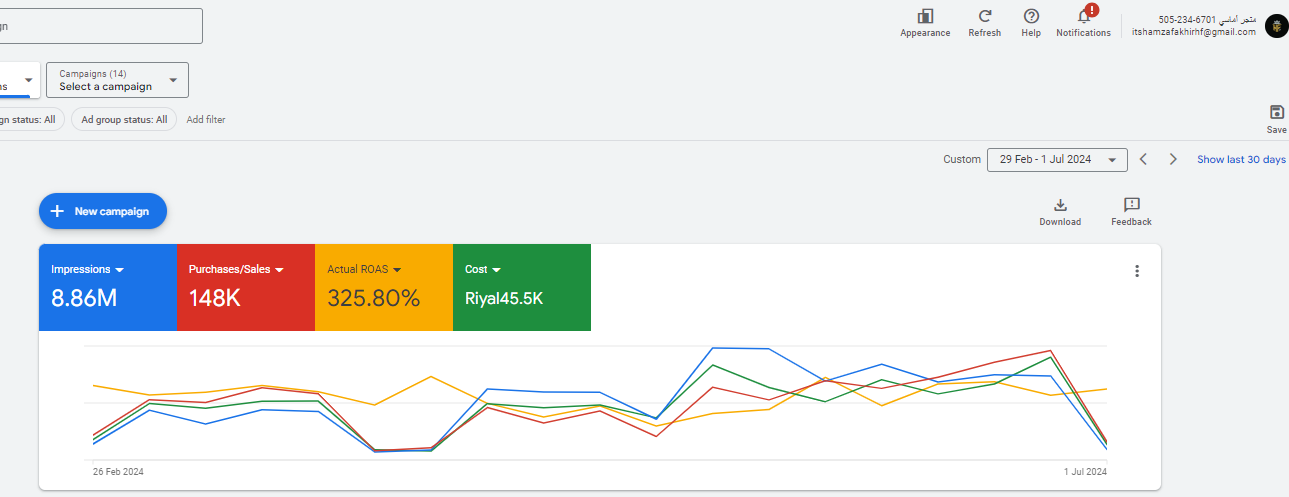 gn
Appearance
Refresh
Help
!
Notifications
505-234-6701 متجر أماسي
itshamzafakhirhf@gmail.com
ns
Campaigns (14)
Select a campaign
gn status: All
Ad group status: All
Add filter
Save
Custom
29 Feb - 1 Jul 2024
Show last 30 days
New campaign
Download
Feedback
Impressions
8.86M
Purchases/Sales
148K
Actual ROAS
325.80%
Cost
Riyal45.5K
26 Feb 2024
1 Jul 2024